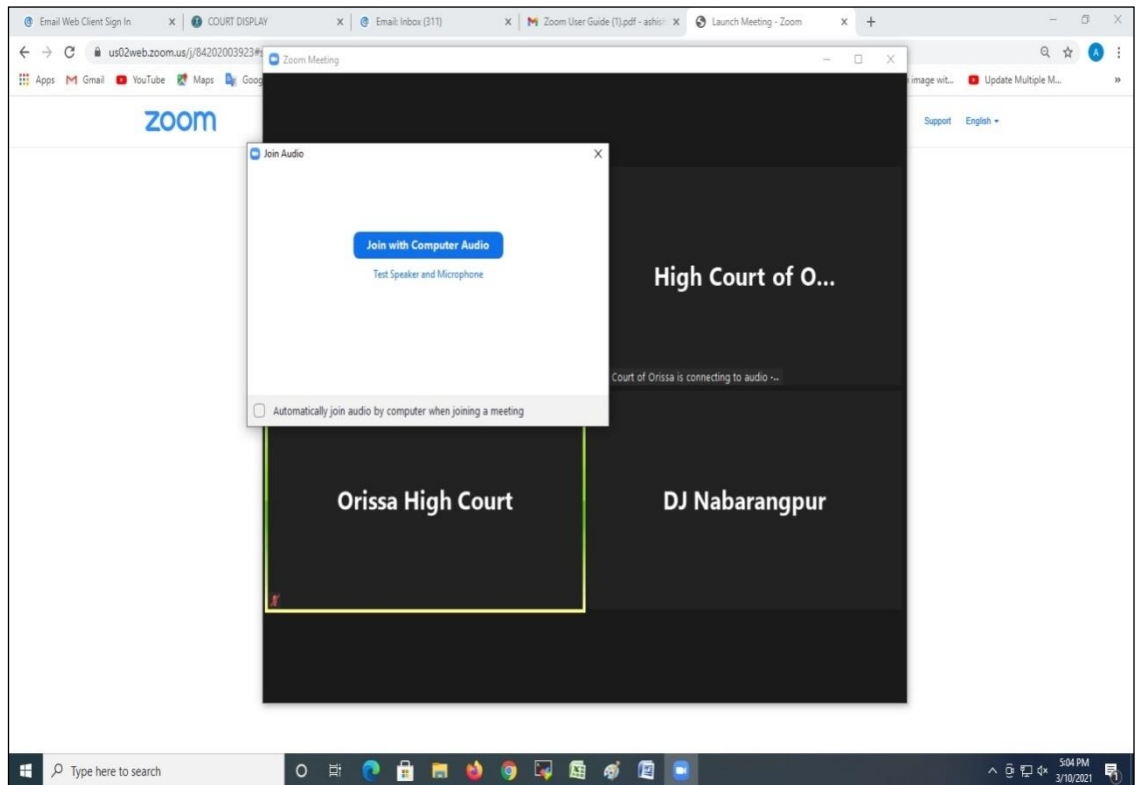 Email Web Client Sign In
COURT DISPLAY
Email: Inbox (311)
Zoom User Guide (1).pdf - ashish
Launch Meeting - Zoom
us02web.zoom.us/j/84202003923#
A
Apps
Gmail
YouTube
Maps
Goog
image wit...
Update Multiple M...
zoom
Support
English
Zoom Meeting
Join Audio
Join with Computer Audio
Test Speaker and Microphone
Automatically join audio by computer when joining a meeting
High Court of O...
Court of Orissa is connecting to audio -...
Orissa High Court
DJ Nabarangpur
Type here to search
5:04 PM
3/10/2021